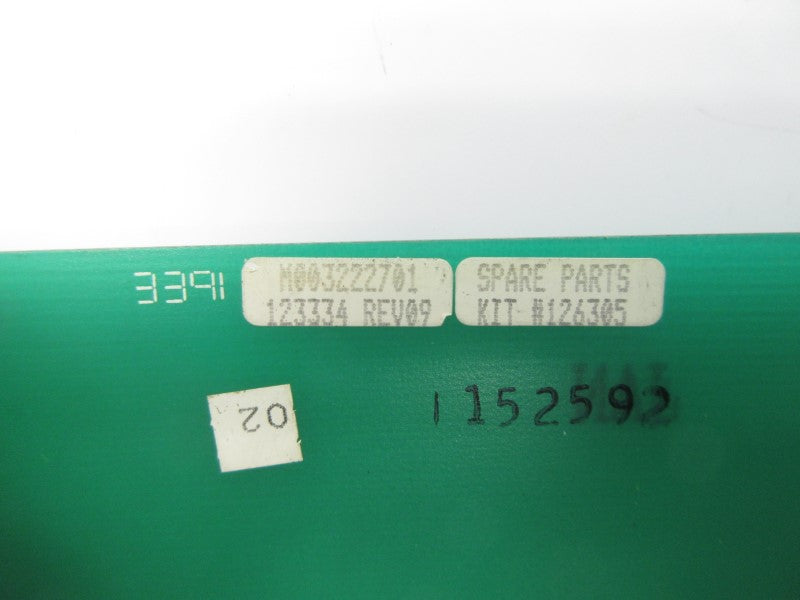 3391
M003222701
123334 REV09
SPARE PARTS
KIT #126305
02
1152592